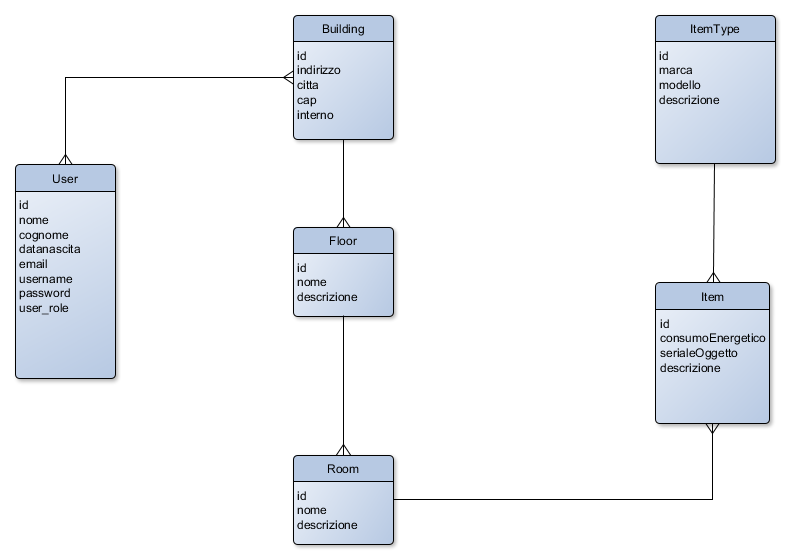 Building
id
indirizzo
citta
cap
interno
ItemType
id
marca
modello
descrizione
User
id
nome
cognome
datanascita
email
username
password
user_role
Floor
id
nome
descrizione
Item
id
consumoEnergetico
serialeOggetto
descrizione
Room
id
nome
descrizione